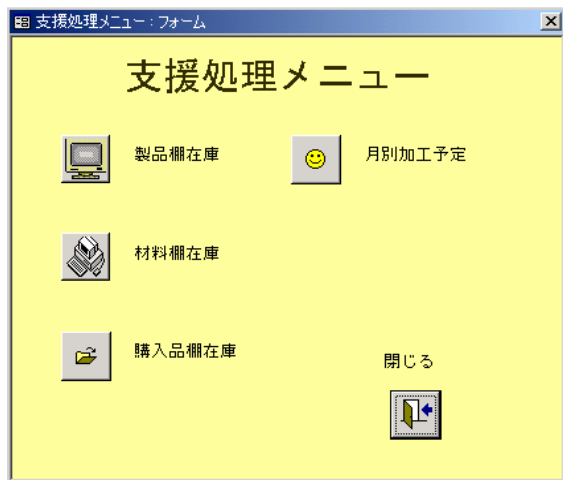 支援処理メニュー : フォーム
支援処理メニュー
製品棚在庫
月別加工予定
材料棚在庫
購入品棚在庫
閉じる